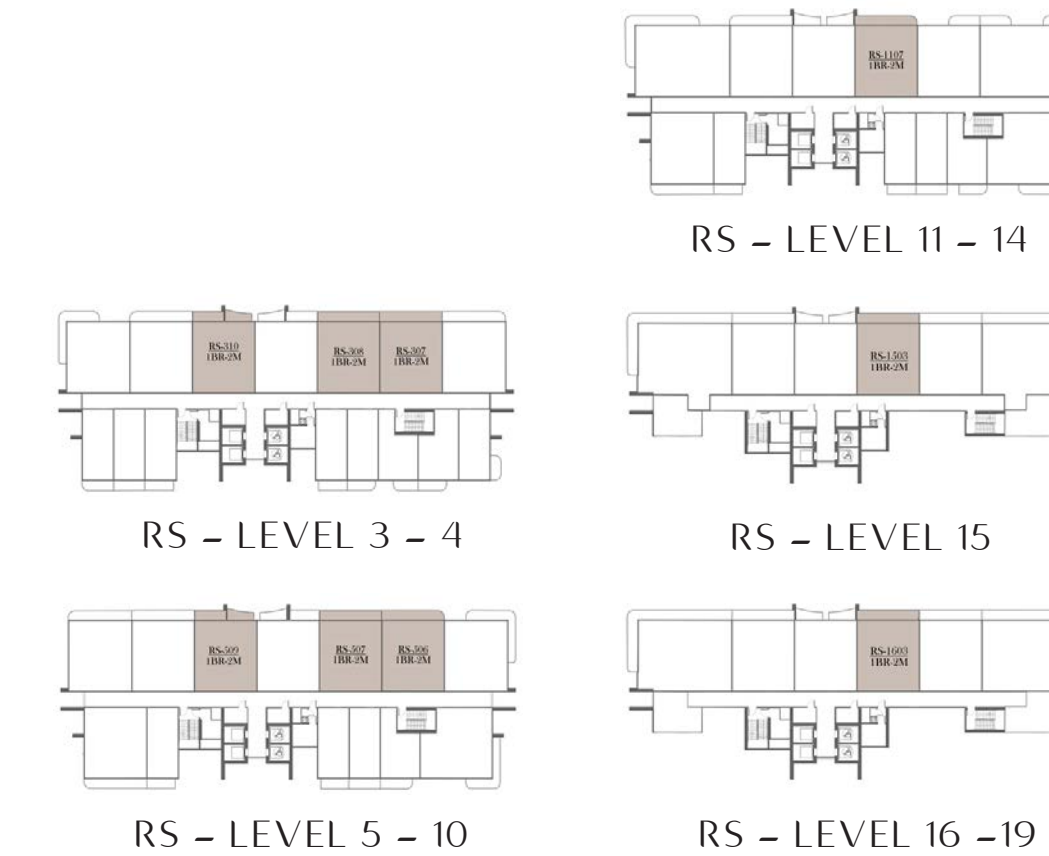 RS-1107
1BR-2M
RS – LEVEL 11 – 14
RS-310
1BR-2M
RS-308
1BR-2M
RS-307
1BR-2M
RS – LEVEL 3 – 4
RS-1503
1BR-2M
RS – LEVEL 15
RS-509
1BR-2M
RS-507
1BR-2M
RS-506
1BR-2M
RS – LEVEL 5 – 10
RS-1603
1BR-2M
RS – LEVEL 16 –19